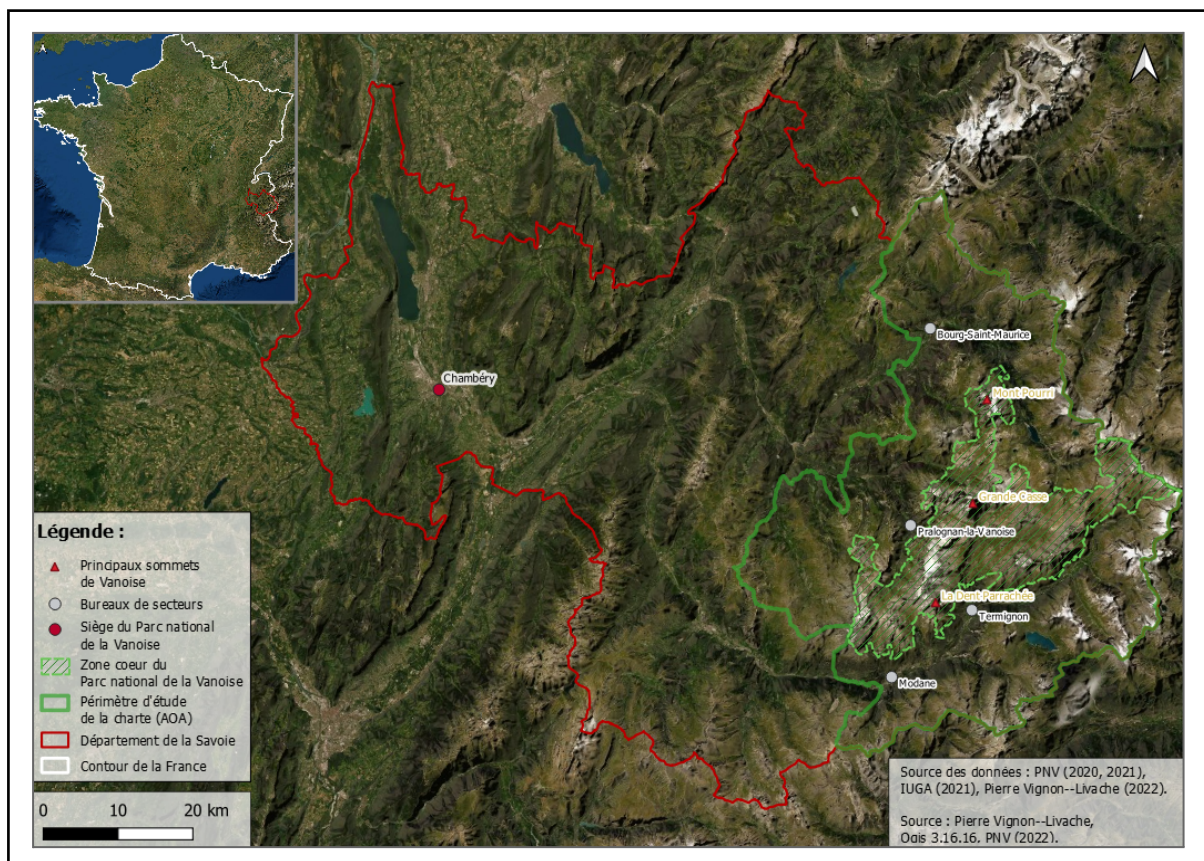 Bourg-Saint-Maurice
Chambéry
Mont Pourri
Grande Casse
Pralognan-la-Vanoise
La Dent Parrachée
Termignon
Modane
Légende :
Principaux sommets
de Vanoise
Bureaux de secteurs
Siège du Parc national
de la Vanoise
Zone coeur du
Parc national de la Vanoise
Périmètre d'étude
de la charte (AOA)
Département de la Savoie
Contour de la France
0 10 20 km
Source des données : PNV (2020, 2021),
IUGA (2021), Pierre Vignon--Livache (2022).
Source : Pierre Vignon--Livache,
Qgis 3.16.16, PNV (2022).